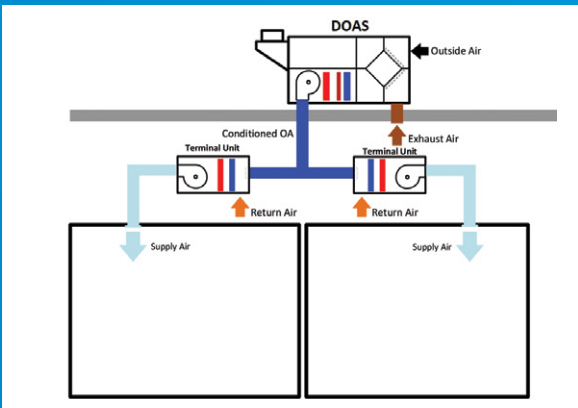 DOAS
Outside Air
Conditioned OA
Exhaust Air
Terminal Unit
Terminal Unit
Return Air
Return Air
Supply Air
Supply Air